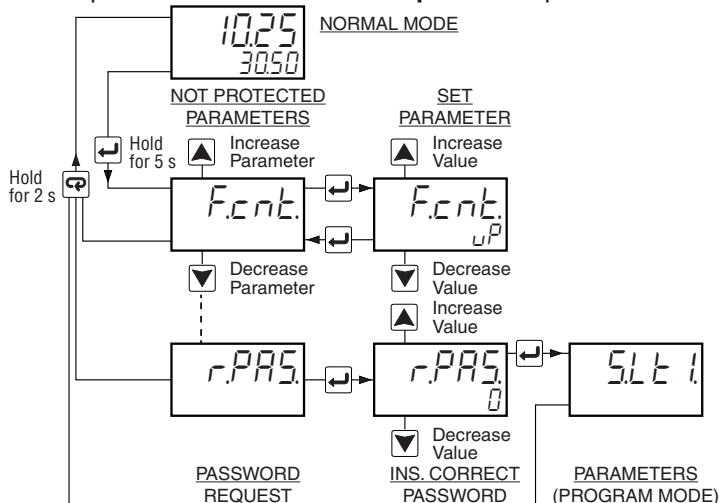 10.25
30.50
NORMAL MODE
NOT PROTECTED
PARAMETERS
SET
PARAMETER
Hold
for 5 s
Increase
Parameter
Increase
Value
Hold
for 2 s
F.cnt.
F.cnt.
uP
Decrease
Parameter
Decrease
Value
Increase
Value
r.PAS.
r.PAS.
0
S.Lt 1.
Decrease
Value
PASSWORD
REQUEST
INS. CORRECT
PASSWORD
PARAMETERS
(PROGRAM MODE)